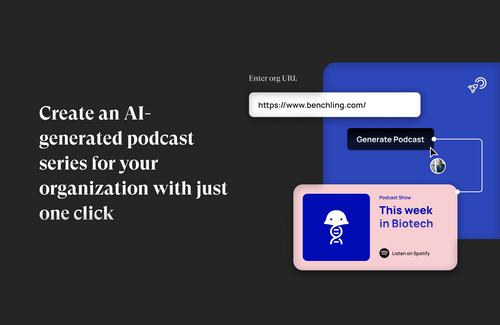 Create an AI-
generated podcast
series for your
organization with just
one click
Enter org URL
https://www.benchling.com/
Generate Podcast
Podcast Show
This week
in Biotech
Listen on Spotify